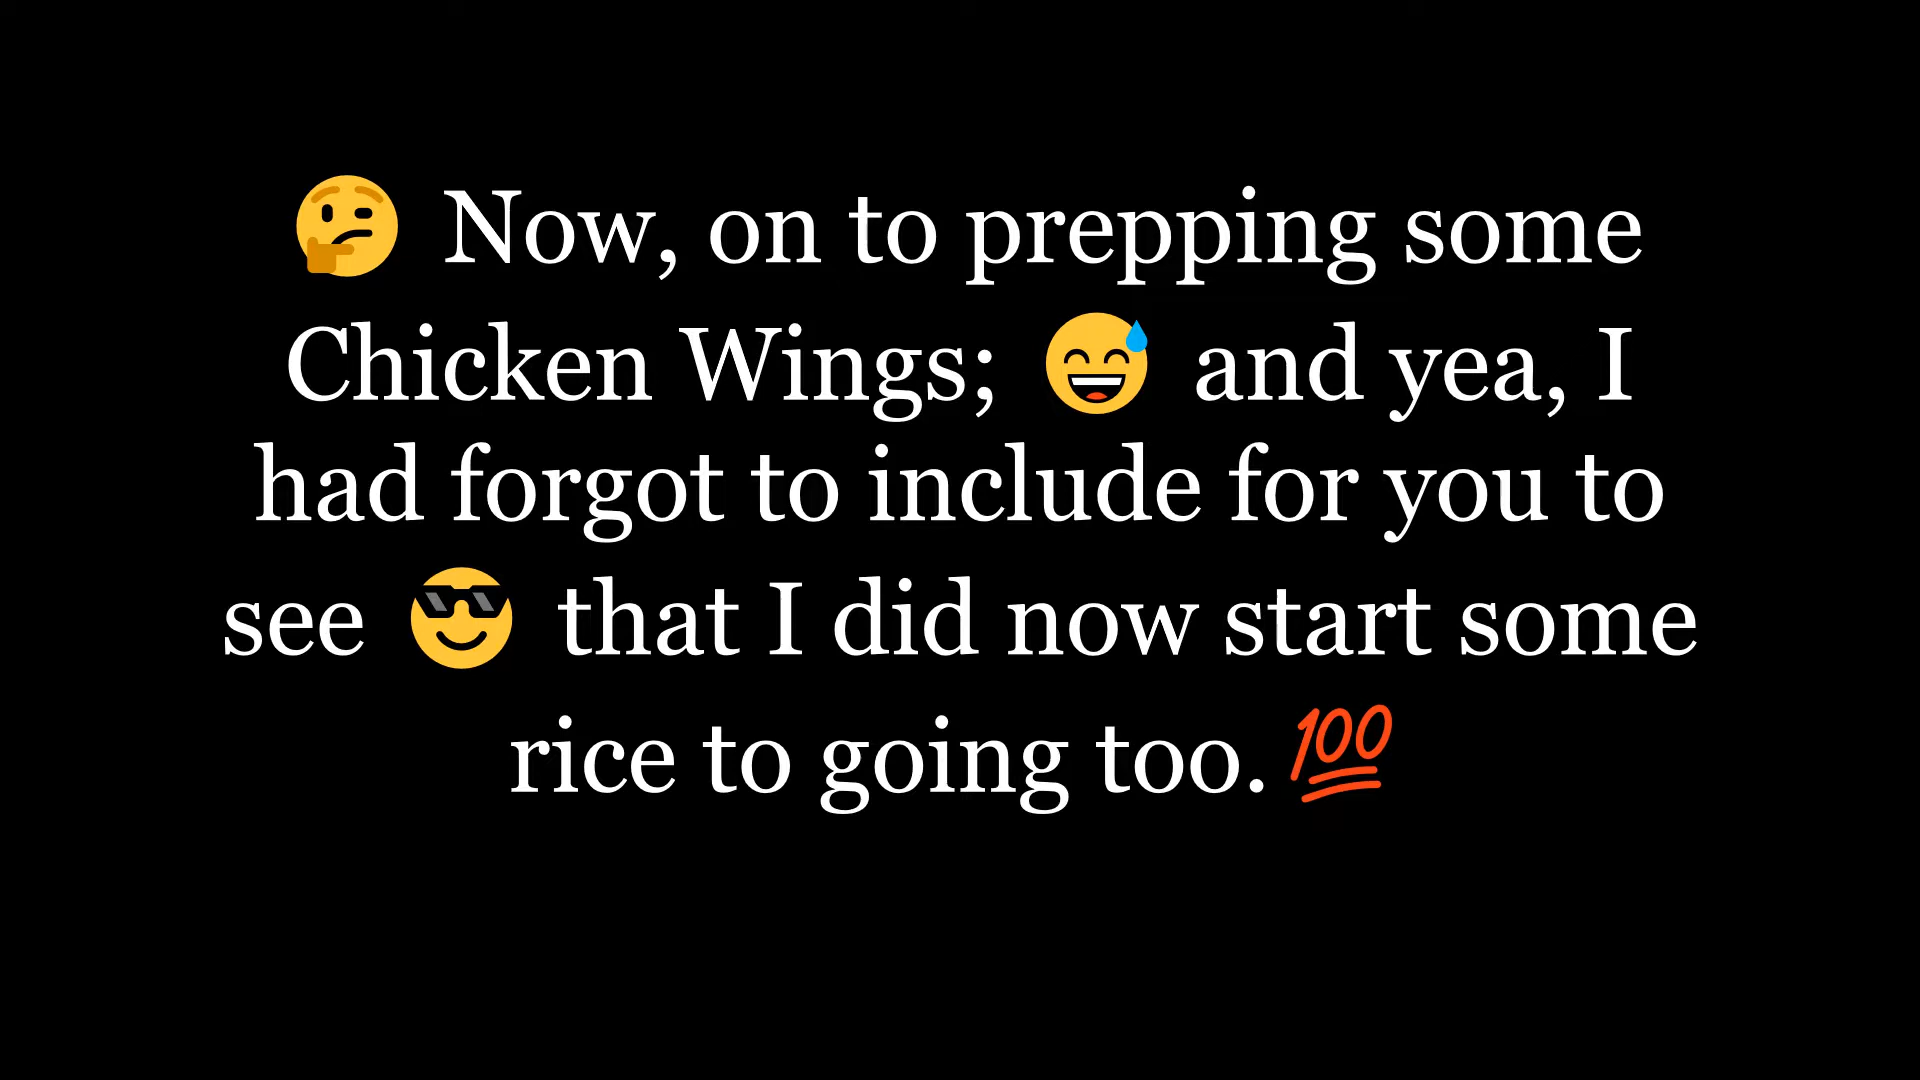 🤔 Now, on to prepping some
Chicken Wings; 😅 and yea, I
had forgot to include for you to
see 😎 that I did now start some
rice to going too. 💯